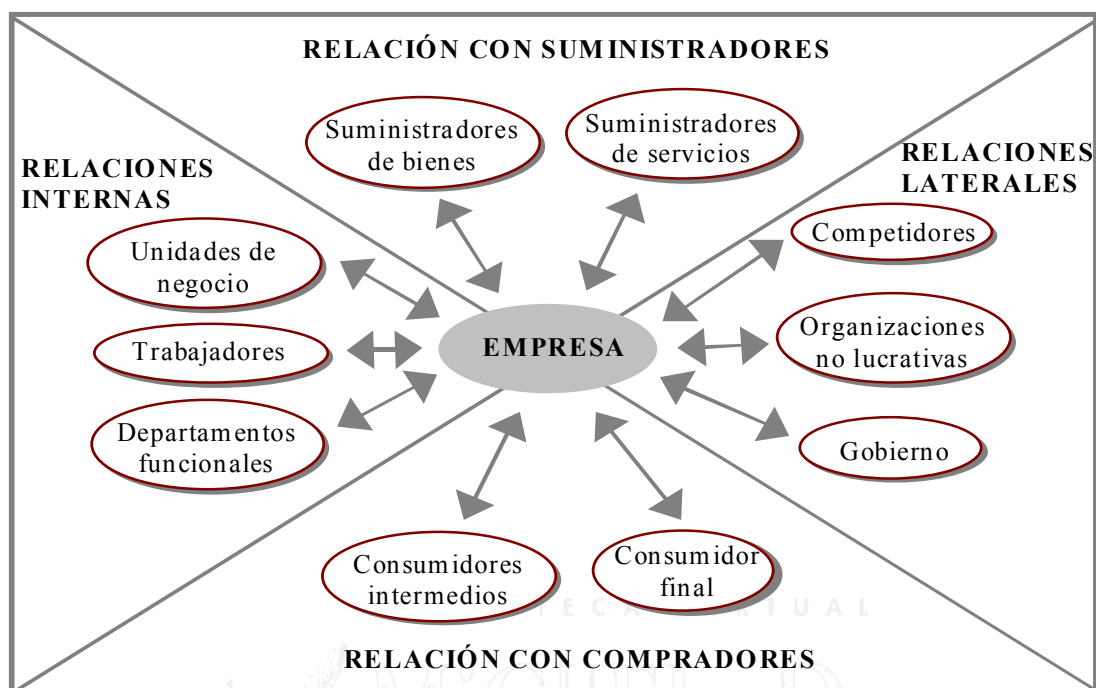 RELACIÓN CON SUMINISTRADORES
Suministradores
de bienes
Suministradores
de servicios
RELACIONES
INTERNAS
RELACIONES
LATERALES
Unidades de
negocio
Competidores
Trabajadores
EMPRESA
Organizaciones
no lucrativas
Departamentos
funcionales
Gobierno
Consumidores
intermedios
Consumidor
final
RELACIÓN CON COMPRADORES